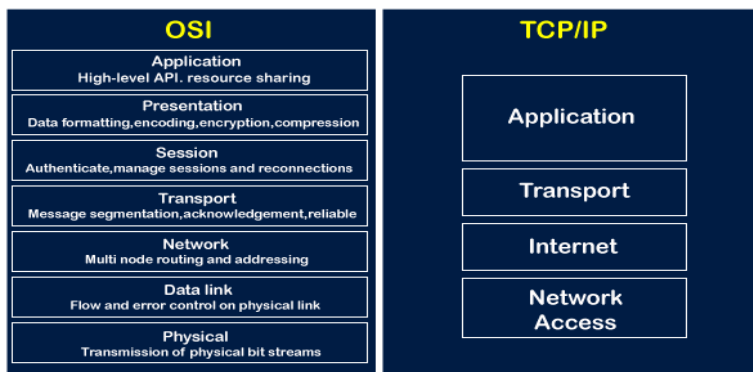 OSI
Application
High-level API. resource sharing
Presentation
Data formatting,encoding,encryption,compression
Session
Authenticate,manage sessions and reconnections
Transport
Message segmentation,acknowledgement,reliable
Network
Multi node routing and addressing
Data link
Flow and error control on physical link
Physical
Transmission of physical bit streams
TCP/IP
Application
Transport
Internet
Network
Access